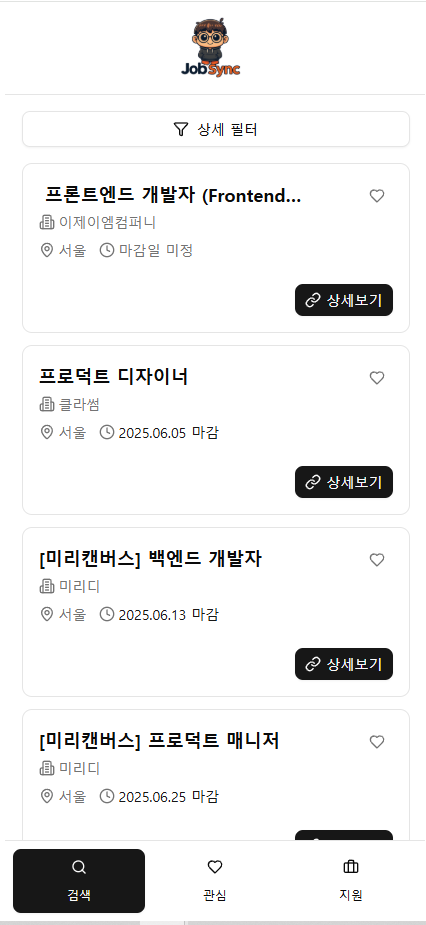 JobSync
상세 필터
프론트엔드 개발자 (Frontend...
이제이엠컴퍼니
서울 마감일 미정
상세보기
프로덕트 디자이너
클라썸
서울 2025.06.05 마감
상세보기
[미리캔버스] 백엔드 개발자
미리디
서울 2025.06.13 마감
상세보기
[미리캔버스] 프로덕트 매니저
미리디
서울 2025.06.25 마감
검색 관심 지원